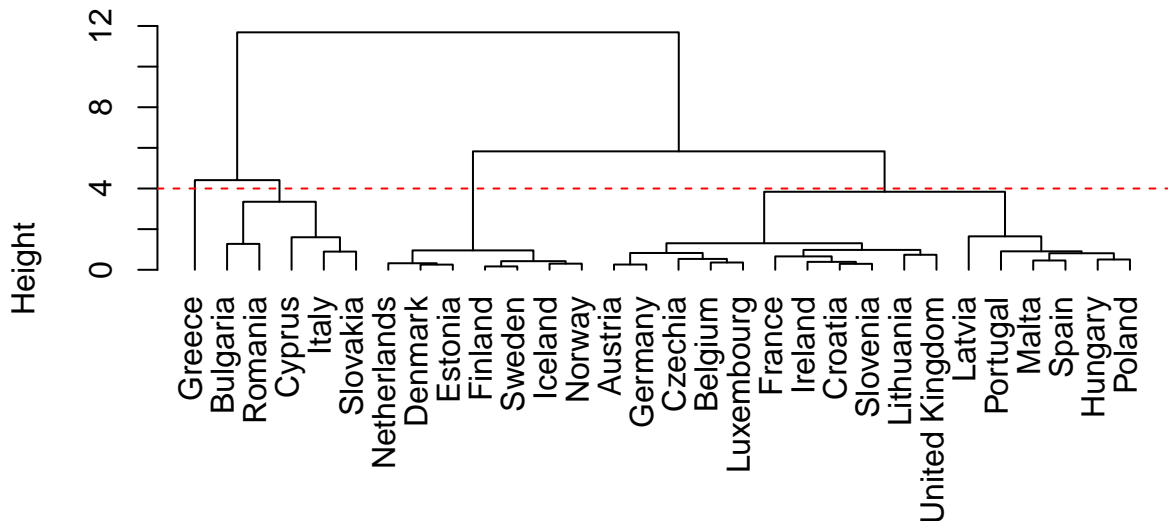 Height
12
8
4
0
Greece
Bulgaria
Romania
Cyprus
Italy
Slovakia
Netherlands
Denmark
Estonia
Finland
Sweden
Iceland
Norway
Austria
Germany
Czechia
Belgium
Luxembourg
France
Ireland
Croatia
Slovenia
Lithuania
United Kingdom
Latvia
Portugal
Malta
Spain
Hungary
Poland